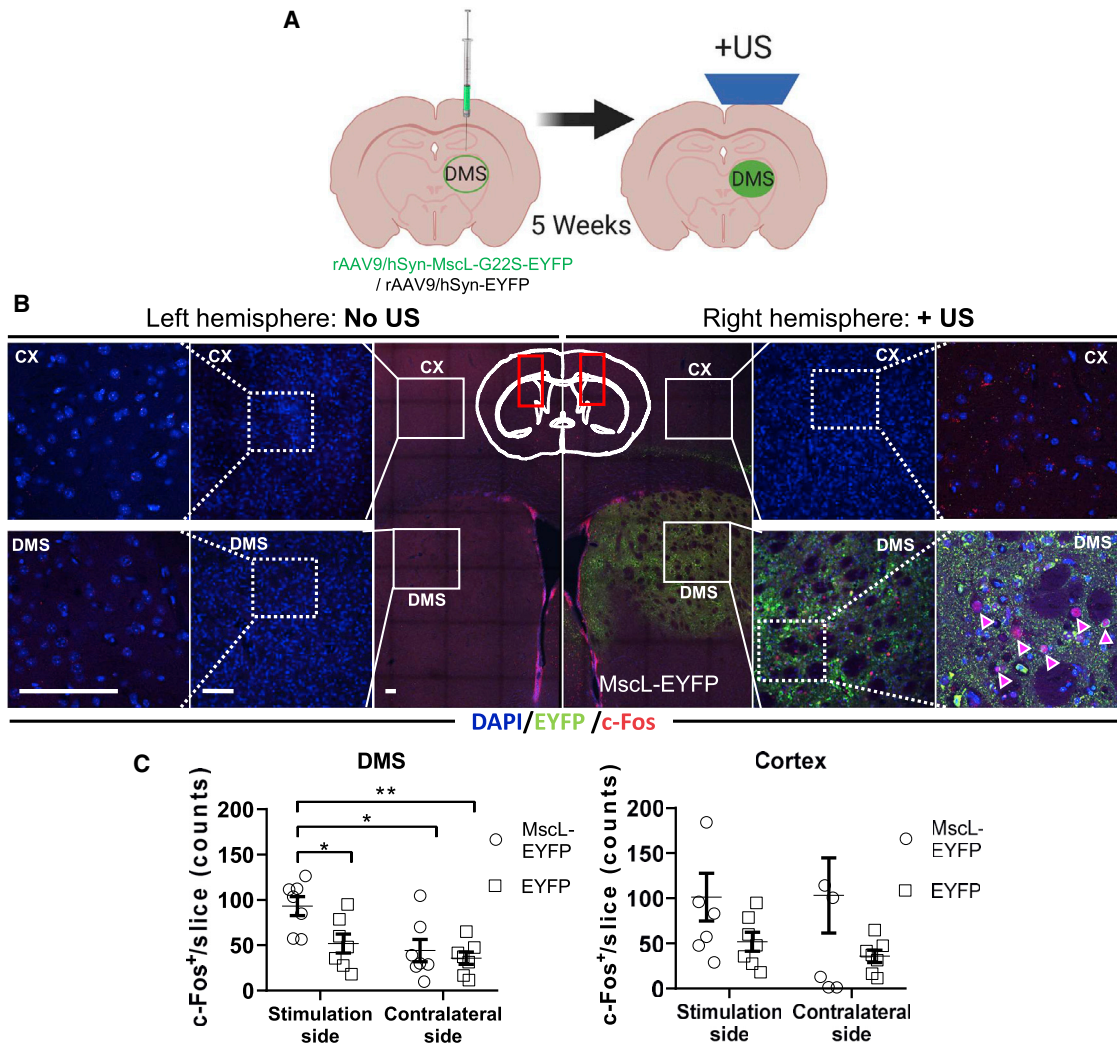 A
+US
DMS
DMS
5 Weeks
rAAV9/hSyn-MscL-G22S-EYFP
/ rAAV9/hSyn-EYFP
B
Left hemisphere: No US
Right hemisphere: + US
CX
CX
CX
CX
CX
CX
DMS
DMS
DMS
DMS
DMS
DMS
MscL-EYFP
DAPI/EYFP /c-Fos
C
DMS
c-Fos+/slice (counts)
200
150
100
50
0
**
*
*
MscL-
EYFP
EYFP
Stimulation
side
Contralateral
side
Cortex
c-Fos+/slice (counts)
200
150
100
50
0
MscL-
EYFP
EYFP
Stimulation
side
Contralateral
side